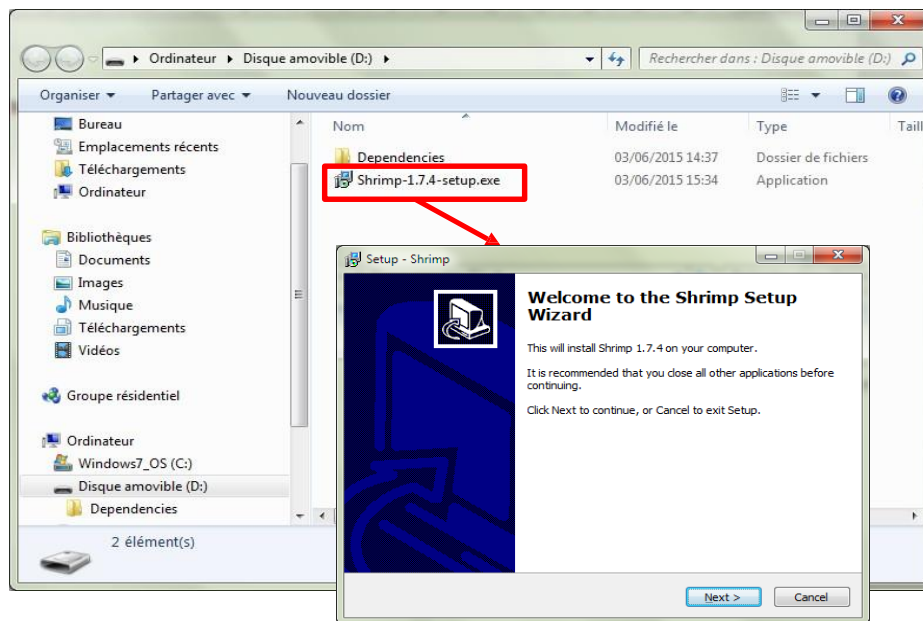 Ordinateur Disque amovible (D:)
Rechercher dans : Disque amovible (D:)
Organiser Partager avec Nouveau dossier
Bureau
Emplacements récents
Téléchargements
Ordinateur
Bibliothèques
Documents
Images
Musique
Téléchargements
Vidéos
Groupe résidentiel
Ordinateur
Windows7_OS (C:)
Disque amovible (D:)
Dependencies
Nom Modifié le Type Taill
Dependencies 03/06/2015 14:37 Dossier de fichiers
Shrimp-1.7.4-setup.exe 03/06/2015 15:34 Application
2 élément(s)
Setup - Shrimp
Welcome to the Shrimp Setup
Wizard
This will install Shrimp 1.7.4 on your computer.
It is recommended that you close all other applications before
continuing.
Click Next to continue, or Cancel to exit Setup.
Next > Cancel